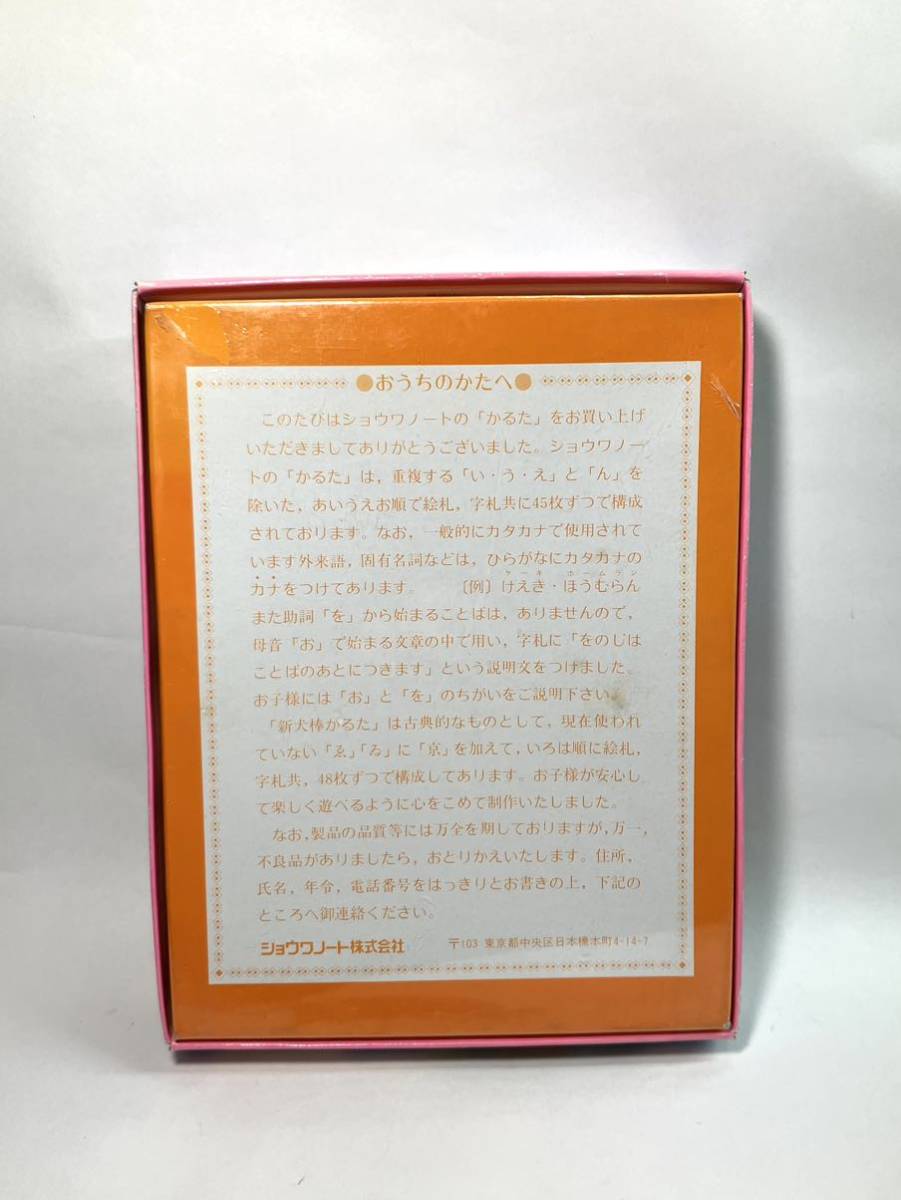 ●おうちのかたへ●
このたびはショウワノートの「かるた」をお買い上げ
いただきましてありがとうございました。ショウワノー
トの「かるた」は，重複する「い・う・え」と「ん」を
除いた，あいうえお順で絵札，字札共に45枚ずつで構成
されております。なお，一般的にカタカナで使用されて
います外来語，固有名詞などは，ひらがなにカタカナの
カナをつけてあります。　〔例〕けえき・ほうむらん
ケーキ　ホームラン
また助詞「を」から始まることばは，ありませんので，
母音「お」で始まる文章の中で用い，字札に「をのじは
ことばのあとにつきます」という説明文をつけました。
お子様には「お」と「を」のちがいをご説明下さい。
「新犬棒かるた」は古典的なものとして，現在使われ
ていない「ゑ」「ゐ」に「京」を加えて，いろは順に絵札，
字札共，48枚ずつで構成してあります。お子様が安心し
て楽しく遊べるように心をこめて制作いたしました。
なお，製品の品質等には万全を期しておりますが，万一，
不良品がありましたら，おとりかえいたします。住所，
氏名，年令，電話番号をはっきりとお書きの上，下記の
ところへ御連絡ください。
ショウワノート株式会社　〒103 東京都中央区日本橋本町4-14-7